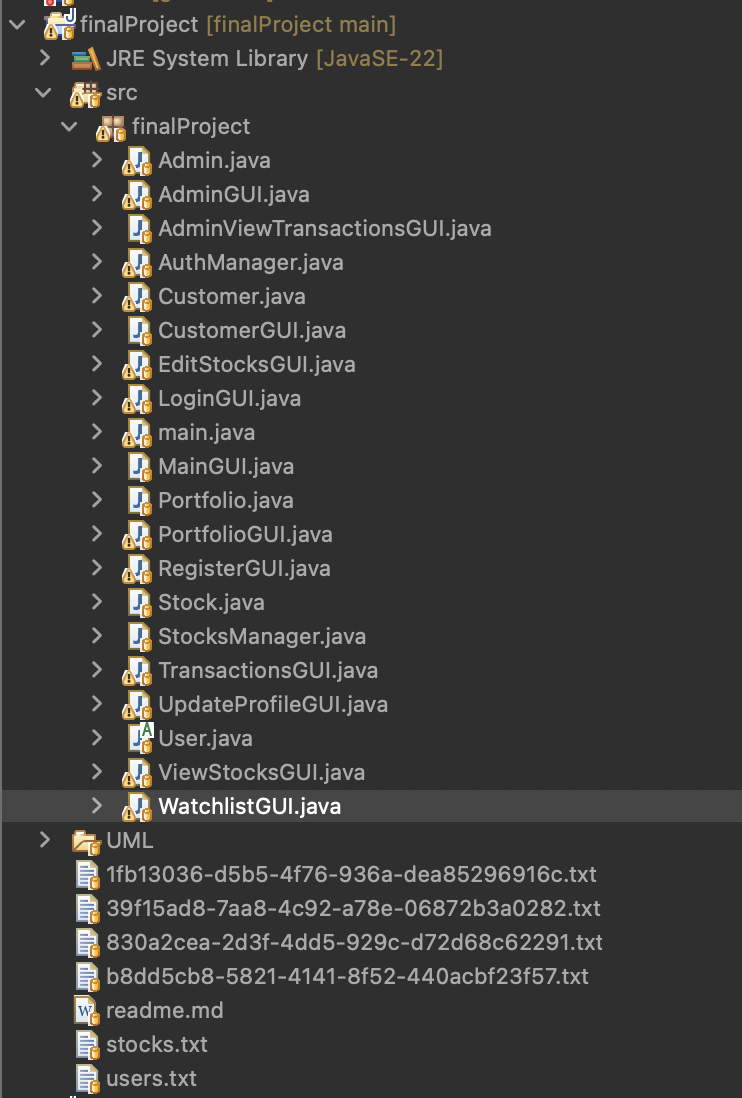 finalProject [finalProject main]
JRE System Library [JavaSE-22]
src
finalProject
Admin.java
AdminGUI.java
AdminViewTransactionsGUI.java
AuthManager.java
Customer.java
CustomerGUI.java
EditStocksGUI.java
LoginGUI.java
main.java
MainGUI.java
Portfolio.java
PortfolioGUI.java
RegisterGUI.java
Stock.java
StocksManager.java
TransactionsGUI.java
UpdateProfileGUI.java
User.java
ViewStocksGUI.java
WatchlistGUI.java
UML
1fb13036-d5b5-4f76-936a-dea85296916c.txt
39f15ad8-7aa8-4c92-a78e-06872b3a0282.txt
830a2cea-2d3f-4dd5-929c-d72d68c62291.txt
b8dd5cb8-5821-4141-8f52-440acbf23f57.txt
readme.md
stocks.txt
users.txt